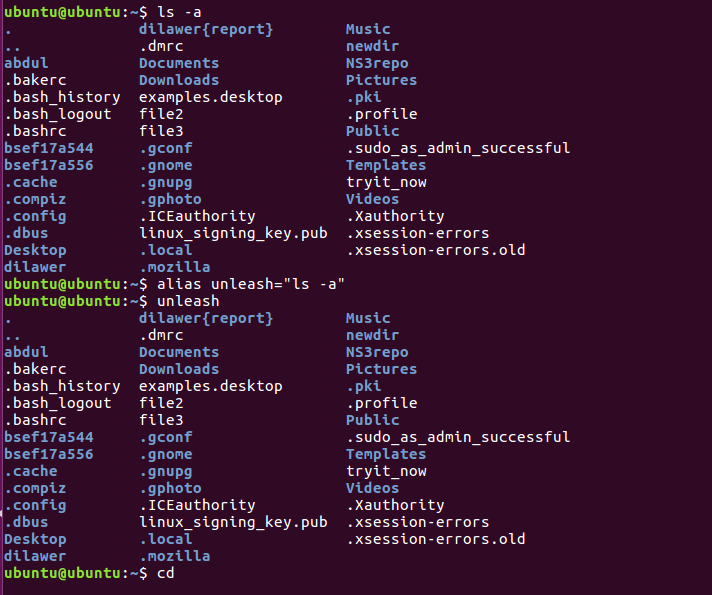 ubuntu@ubuntu:~$ ls -a
.              dilawer{report}        Music
..             .dmrc                  newdir
abdul          Documents              NS3repo
.bakerc        Downloads              Pictures
.bash_history  examples.desktop       .pki
.bash_logout   file2                  .profile
.bashrc        file3                  Public
bsef17a544     .gconf                 .sudo_as_admin_successful
bsef17a556     .gnome                 Templates
.cache         .gnupg                 tryit_now
.compiz        .gphoto                Videos
.config        .ICEauthority          .Xauthority
.dbus          linux_signing_key.pub  .xsession-errors
Desktop        .local                 .xsession-errors.old
dilawer        .mozilla
ubuntu@ubuntu:~$ alias unleash="ls -a"
ubuntu@ubuntu:~$ unleash
.              dilawer{report}        Music
..             .dmrc                  newdir
abdul          Documents              NS3repo
.bakerc        Downloads              Pictures
.bash_history  examples.desktop       .pki
.bash_logout   file2                  .profile
.bashrc        file3                  Public
bsef17a544     .gconf                 .sudo_as_admin_successful
bsef17a556     .gnome                 Templates
.cache         .gnupg                 tryit_now
.compiz        .gphoto                Videos
.config        .ICEauthority          .Xauthority
.dbus          linux_signing_key.pub  .xsession-errors
Desktop        .local                 .xsession-errors.old
dilawer        .mozilla
ubuntu@ubuntu:~$ cd